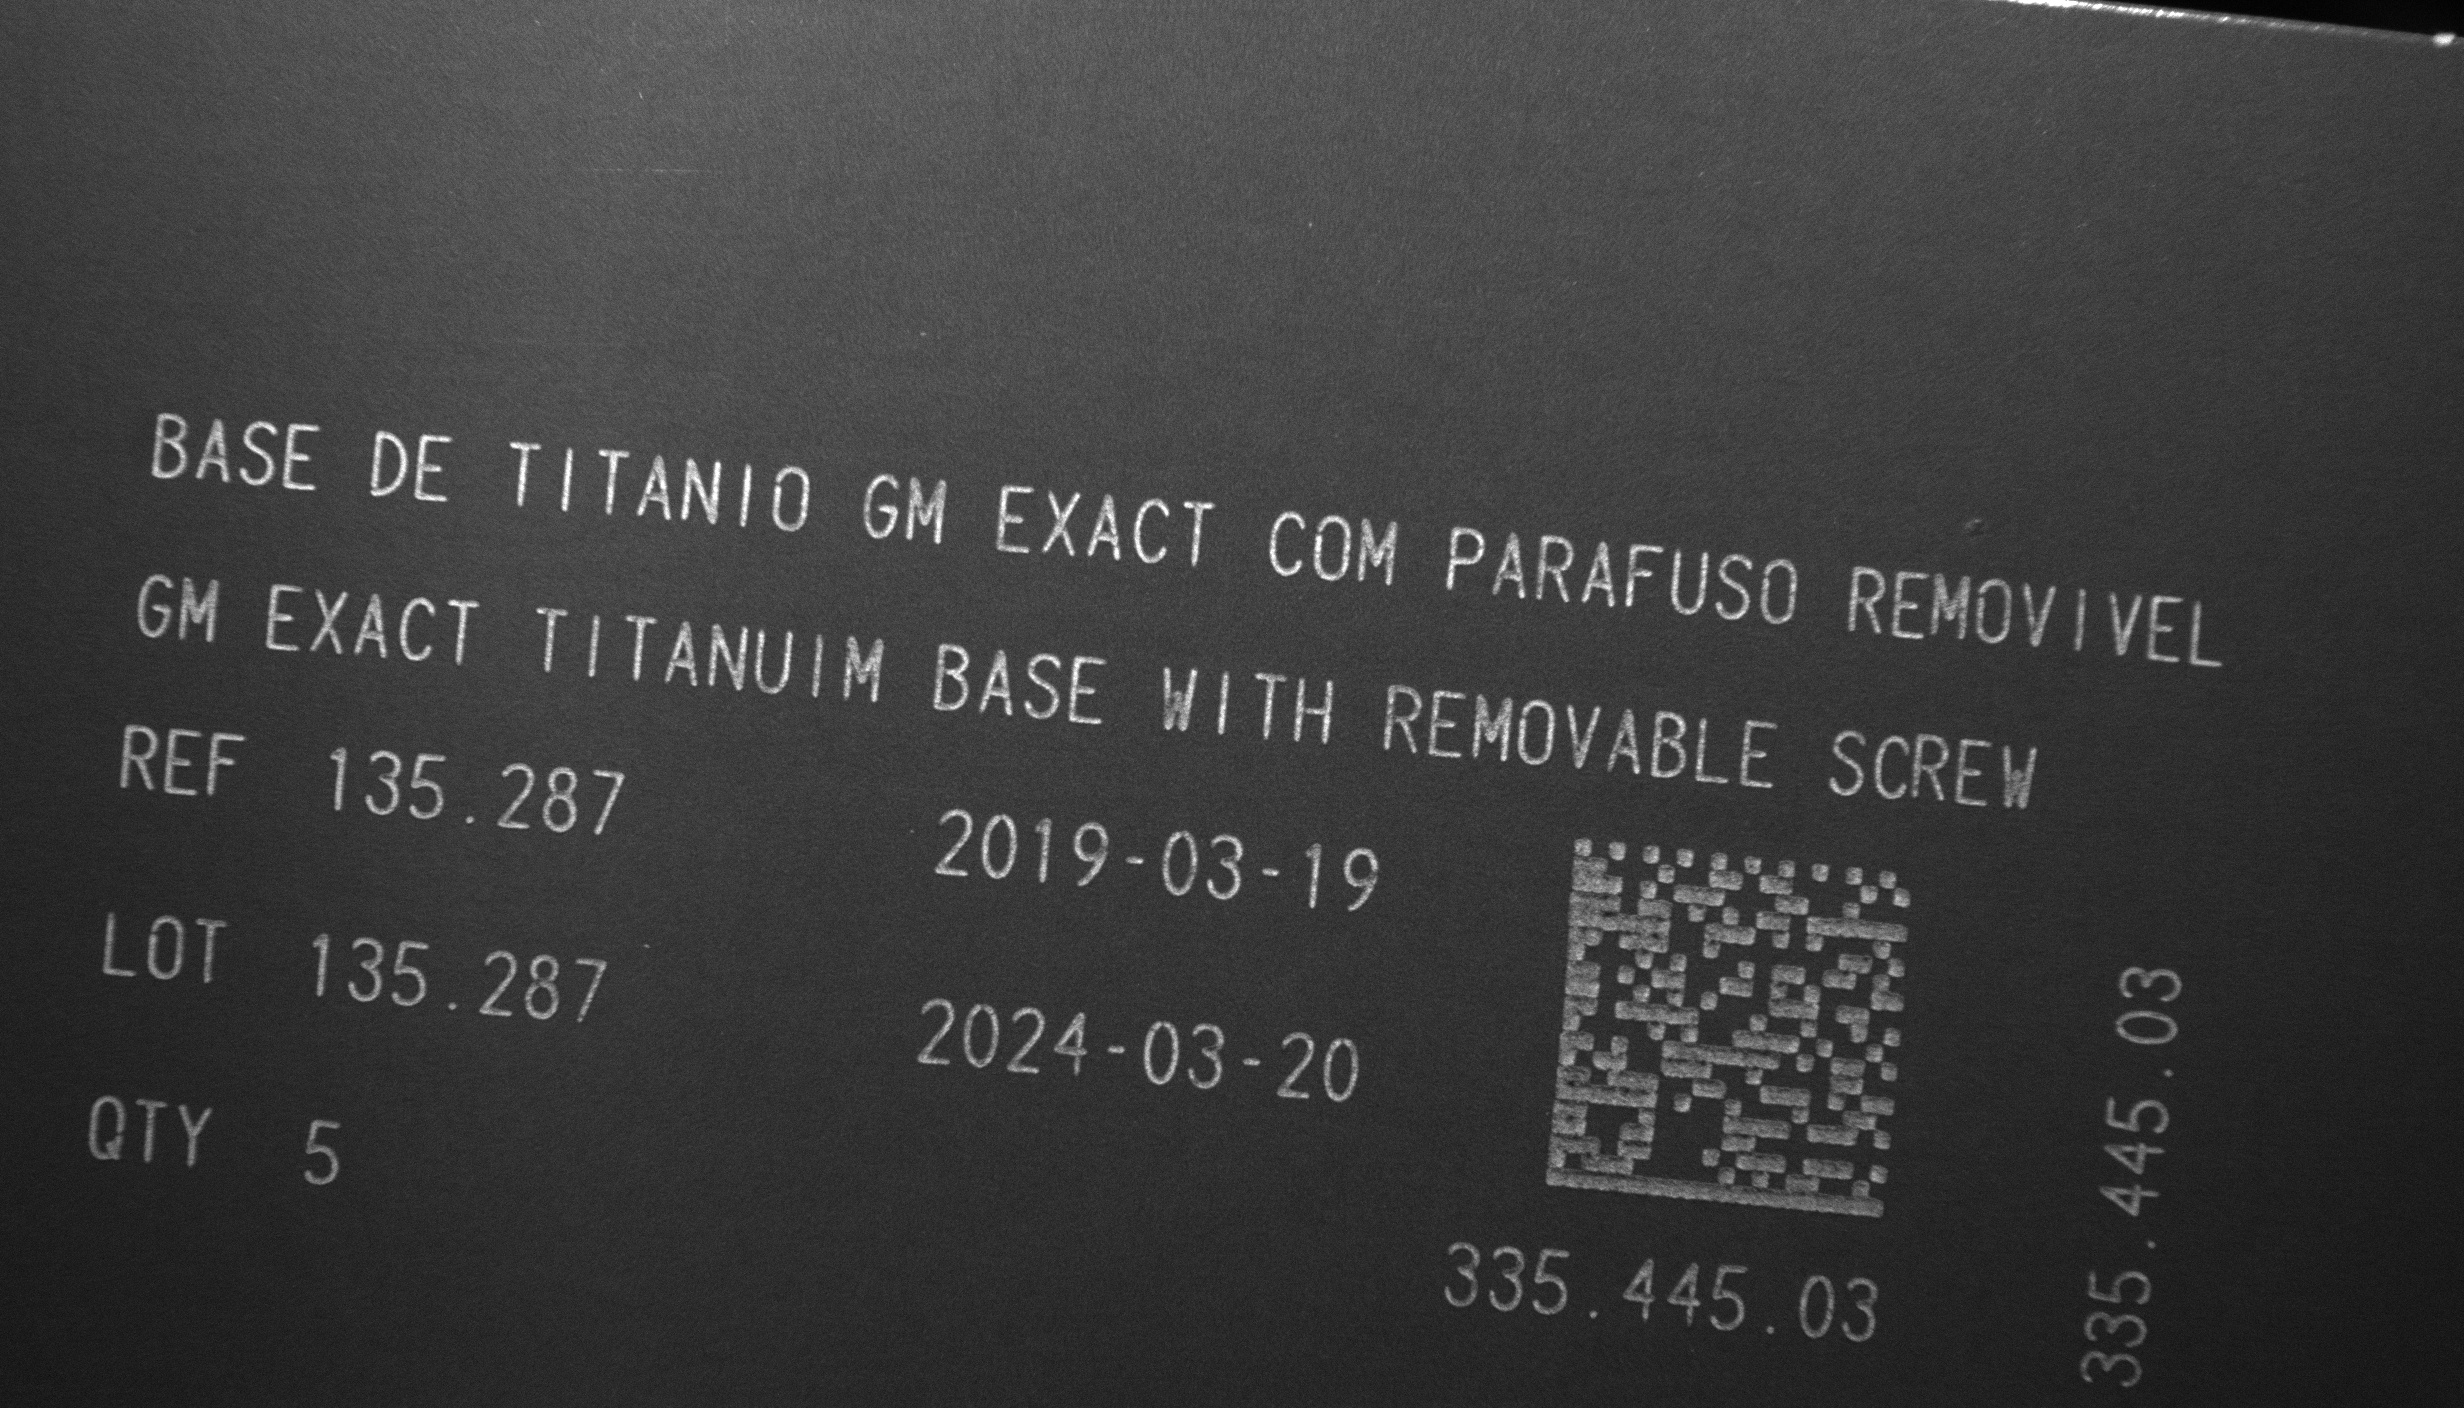 BASE DE TITANIO GM EXACT COM PARAFUSO REMOVIVEL
GM EXACT TITANUIM BASE WITH REMOVABLE SCREW
REF 135.287
2019-03-19
LOT 135.287
2024-03-20
QTY 5
335.445.03
335.445.03